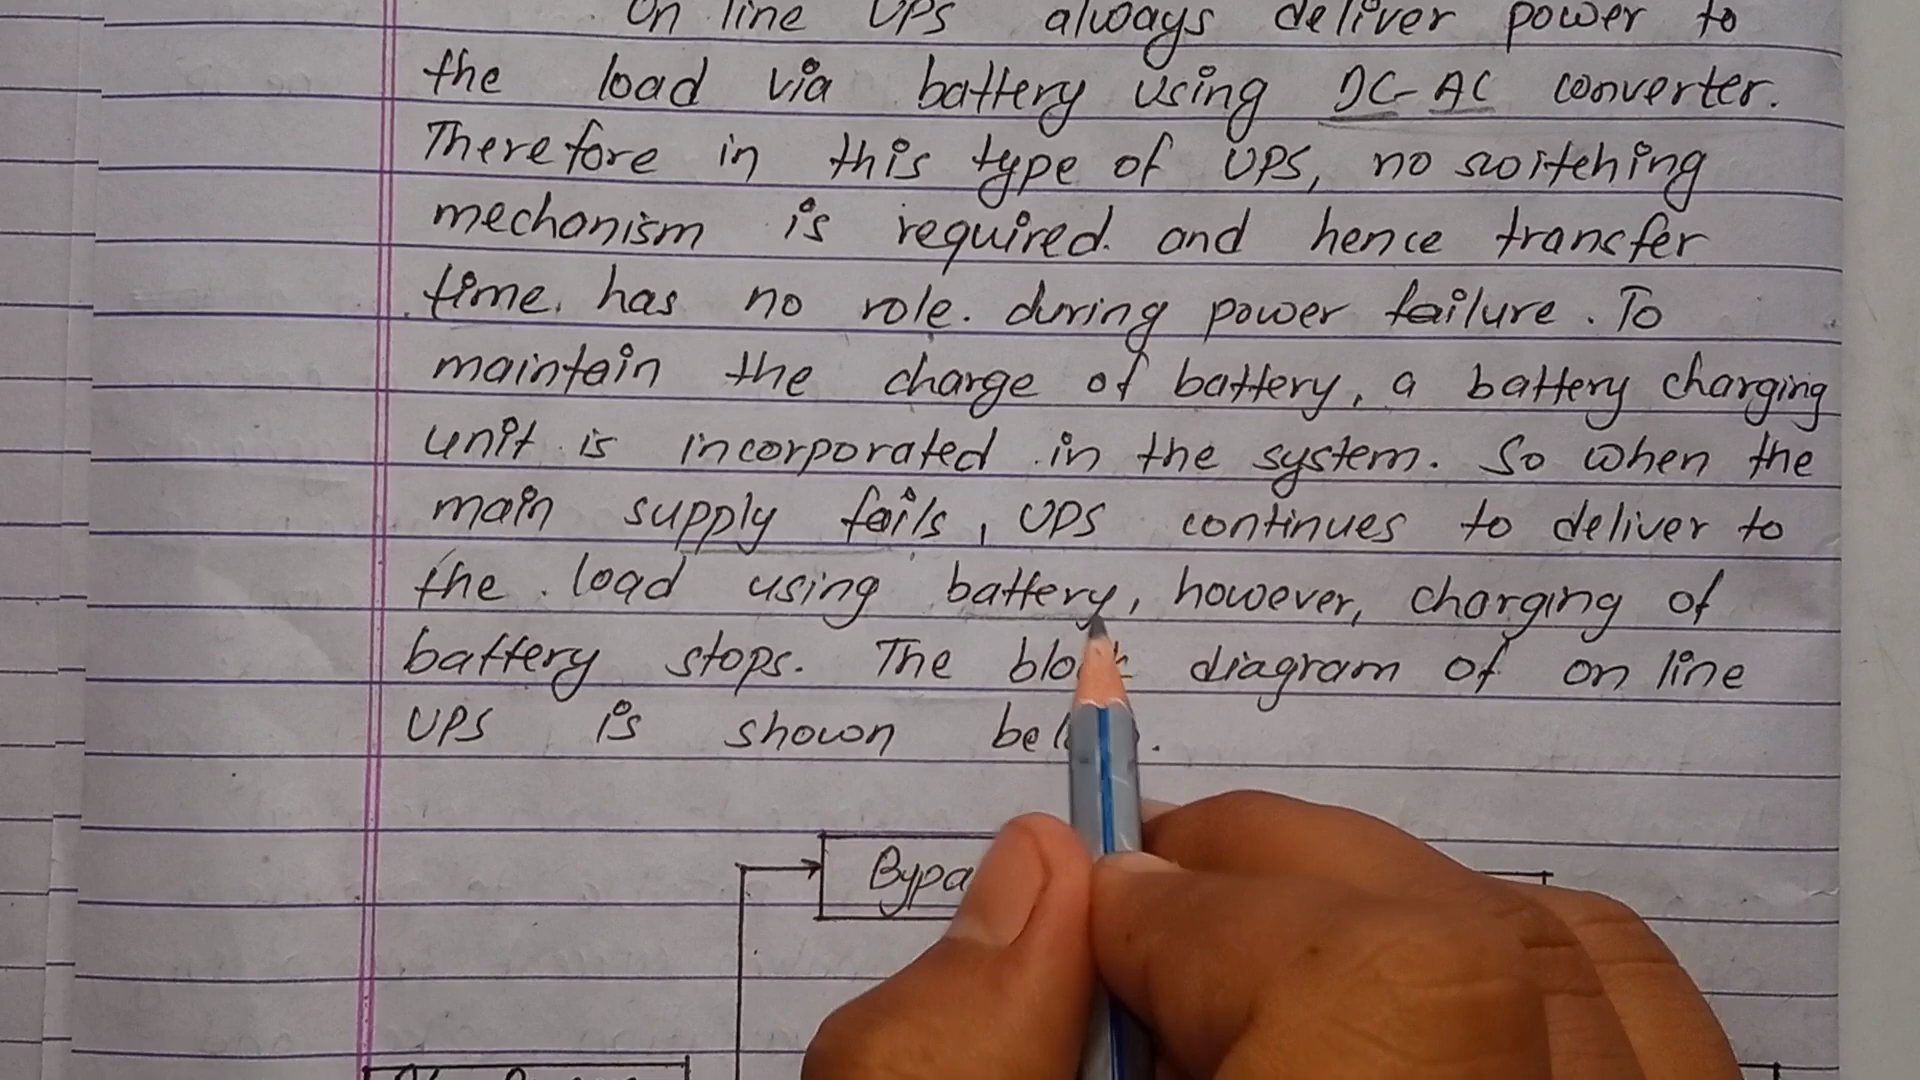 On line UPS always deliver power to
the load via battery using DC-AC converter.
Therefore in this type of UPS, no switching
mechanism is required. and hence transfer
time. has no role. during power failure. To
maintain the charge of battery, a battery charging
unit is incorporated in the system. So when the
main supply fails, UPS continues to deliver to
the load using battery, however, charging of
battery stops. The block diagram of on line
UPS is shown below.